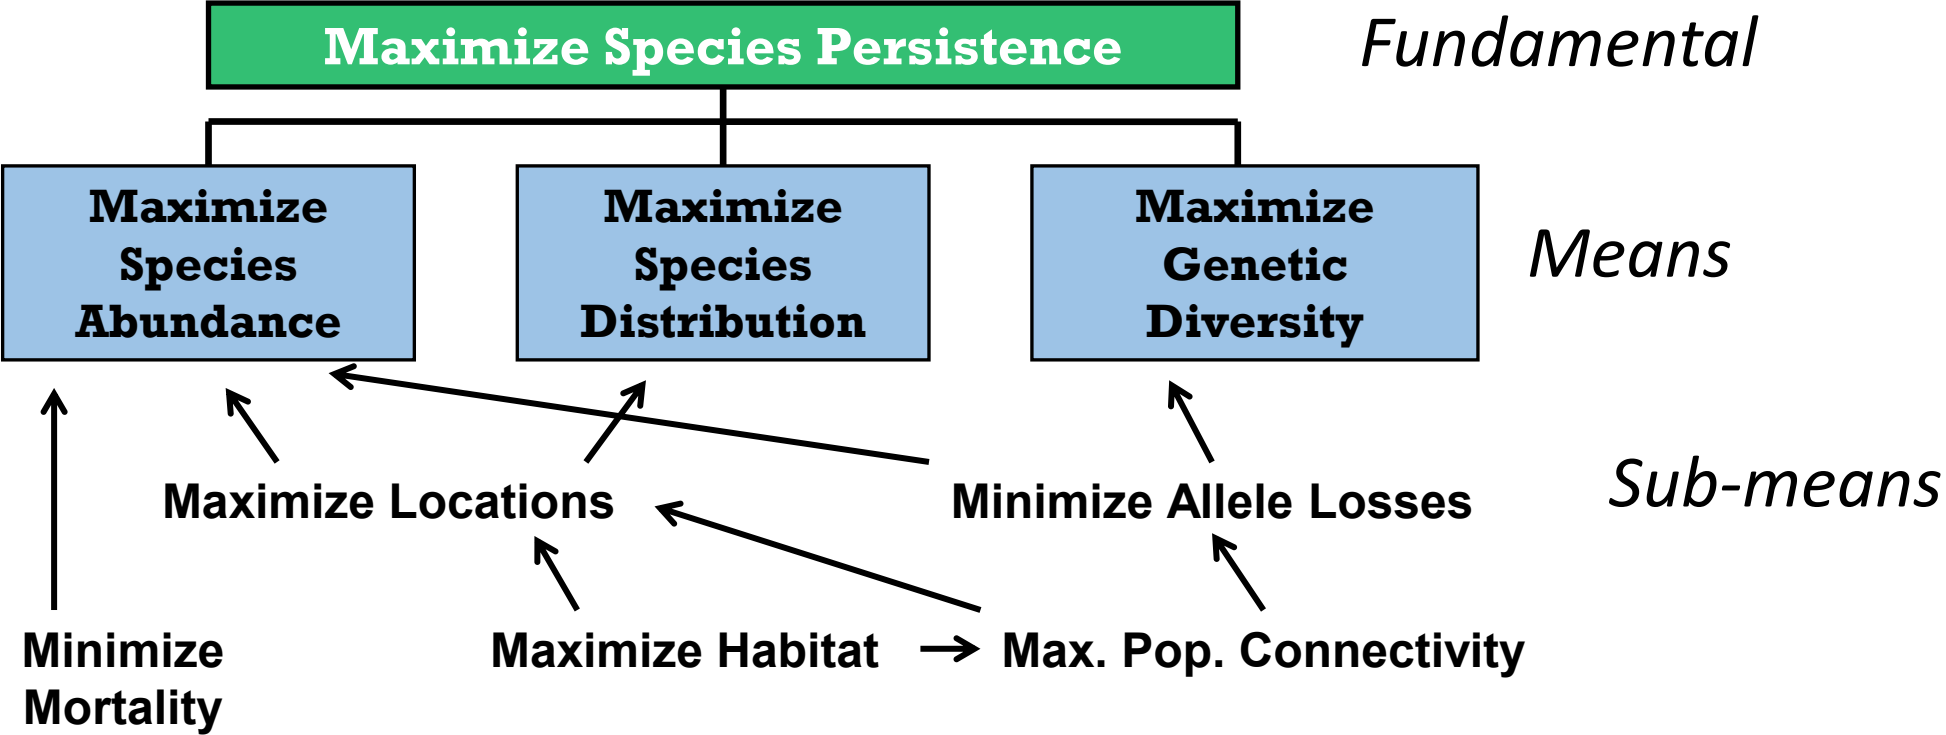 Maximize Species Persistence
Fundamental
Maximize
Species
Abundance
Maximize
Species
Distribution
Maximize
Genetic
Diversity
Means
Maximize Locations
Minimize Allele Losses
Sub-means
Minimize
Mortality
Maximize Habitat
Max. Pop. Connectivity